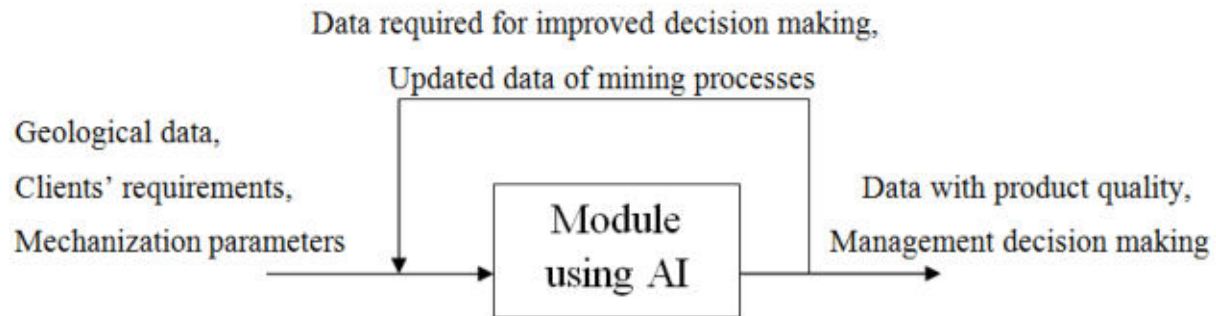 Data required for improved decision making,
Updated data of mining processes
Geological data,
Clients’ requirements,
Mechanization parameters
Module
using AI
Data with product quality,
Management decision making